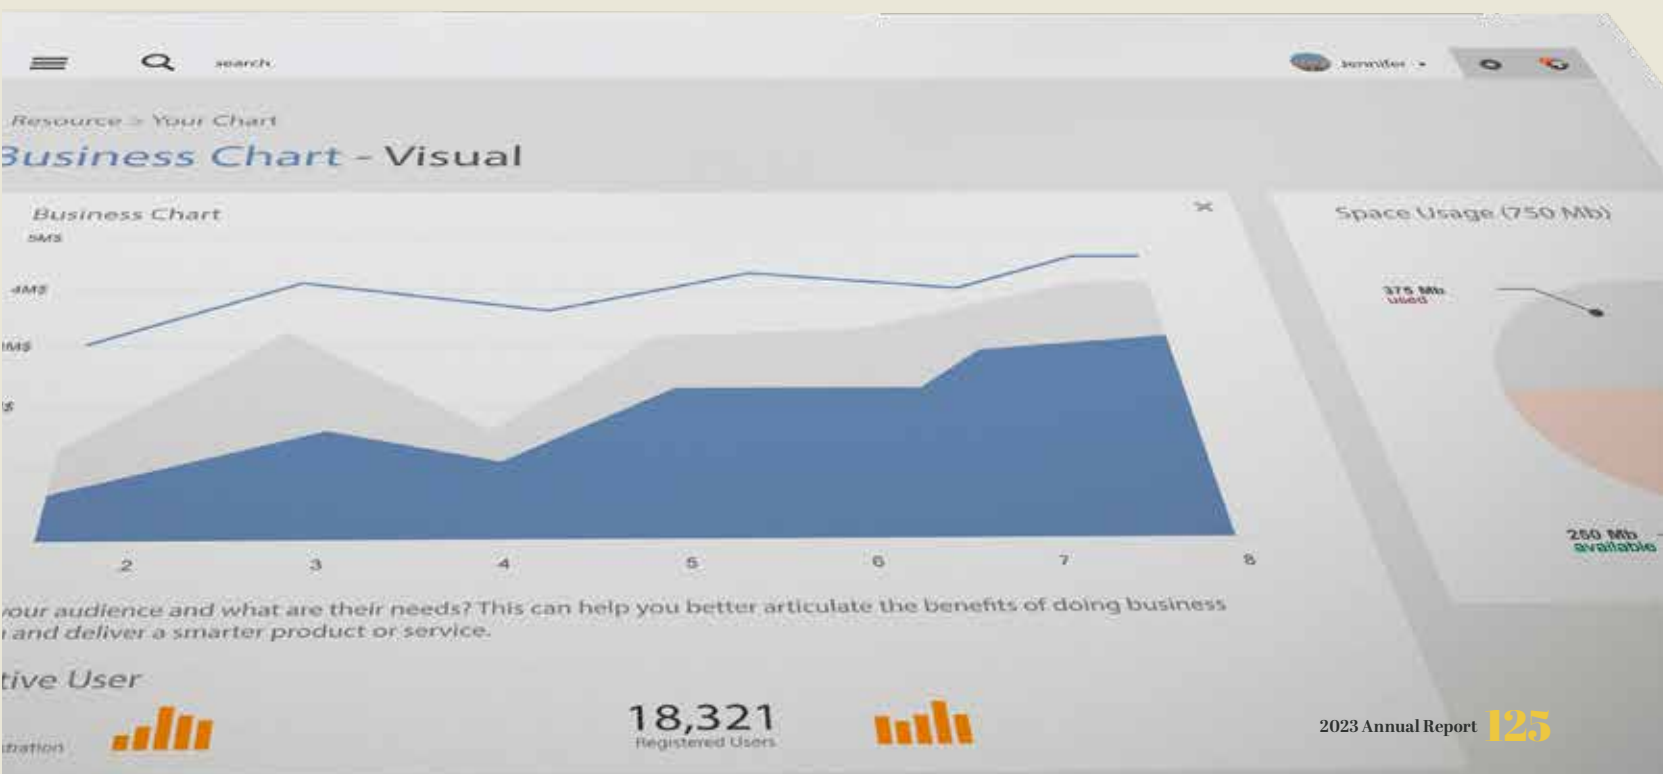 search
Jennifer
Resource > Your Chart
Business Chart - Visual
Business Chart
Space Usage (750 Mb)
5M$
4M$
M$
$
375 Mb
used
2
3
4
5
6
7
8
250 Mb
available
your audience and what are their needs? This can help you better articulate the benefits of doing business
and deliver a smarter product or service.
tive User
18,321
Registered Users
tration
2023 Annual Report 125